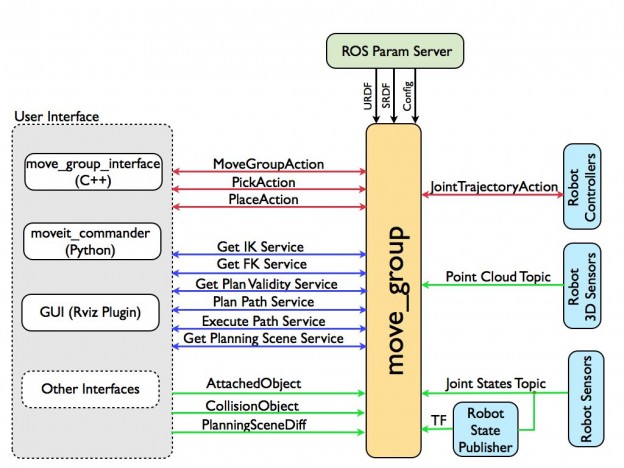 ROS Param Server
URDF
SRDF
Config
User Interface
move_group_interface
(C++)
moveit_commander
(Python)
GUI (Rviz Plugin)
Other Interfaces
MoveGroupAction
PickAction
PlaceAction
Get IK Service
Get FK Service
Get Plan Validity Service
Plan Path Service
Execute Path Service
Get Planning Scene Service
AttachedObject
CollisionObject
PlanningSceneDiff
move_group
JointTrajectoryAction
Robot
Controllers
Point Cloud Topic
Robot
3D Sensors
Joint States Topic
TF
Robot
State
Publisher
Robot Sensors